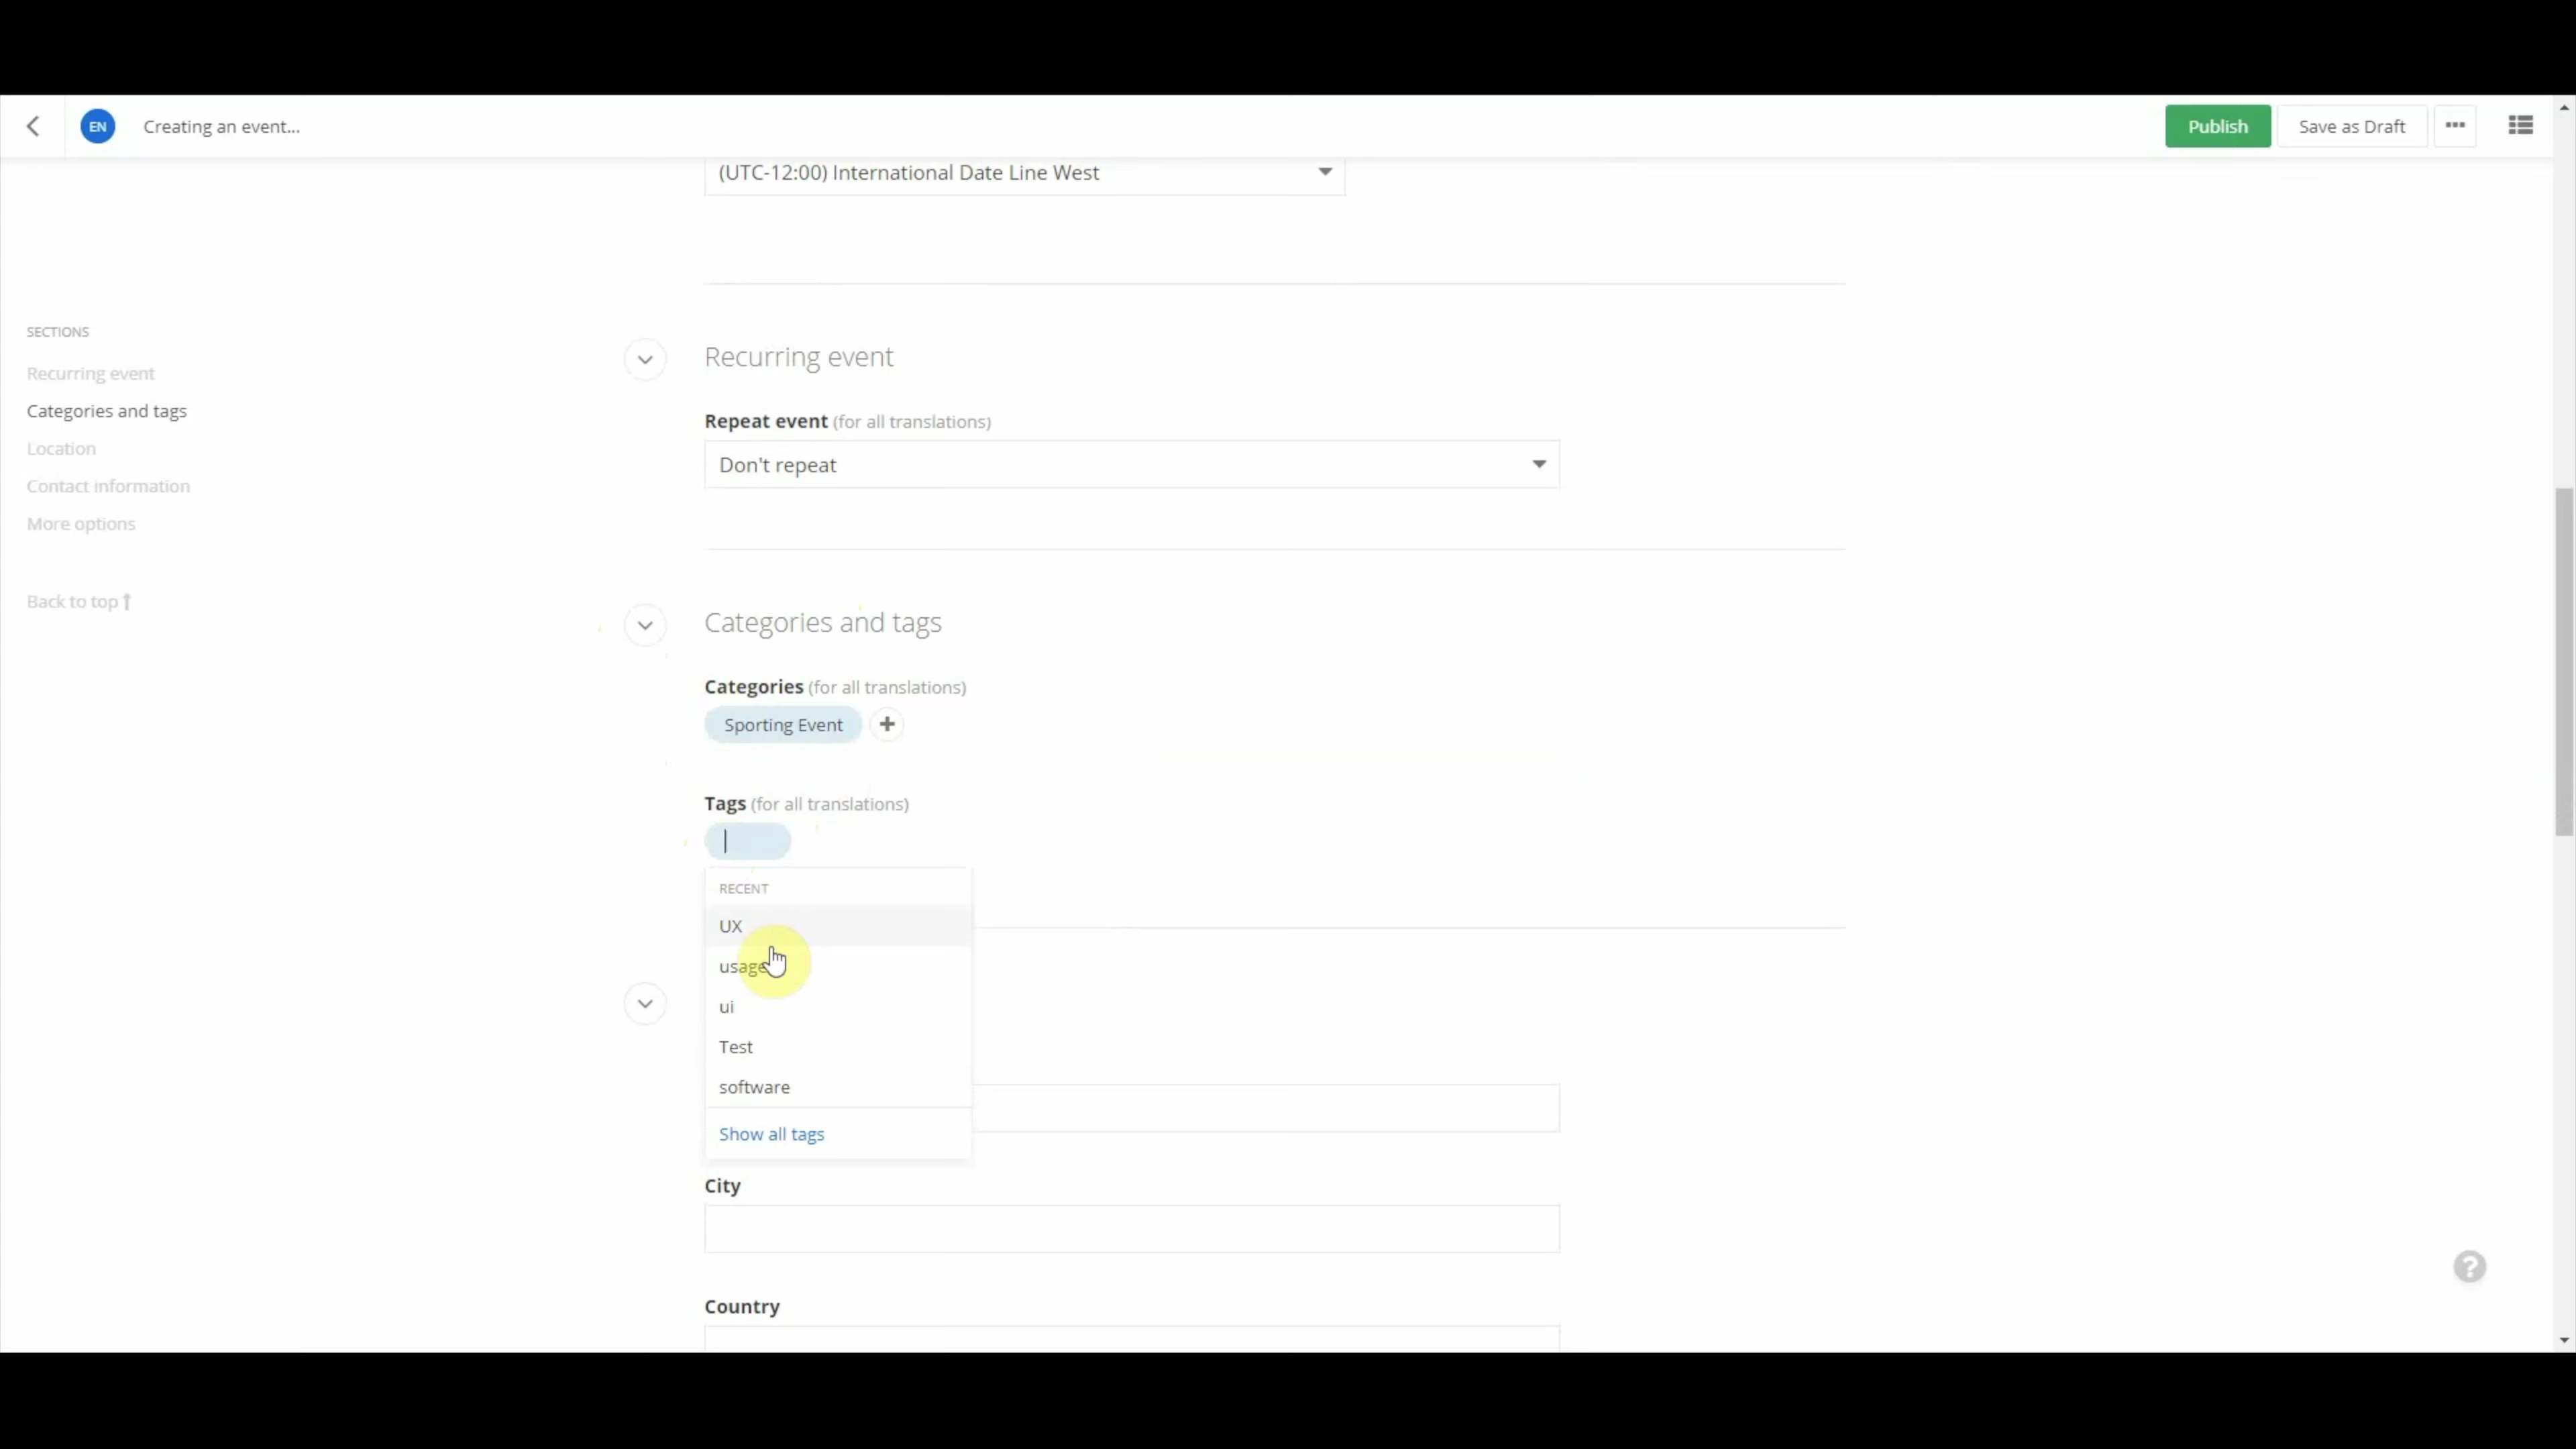 EN Creating an event... Publish Save as Draft
(UTC-12:00) International Date Line West
SECTIONS
Recurring event
Categories and tags
Location
Contact information
More options
Back to top
Recurring event
Repeat event (for all translations)
Don't repeat
Categories and tags
Categories (for all translations)
Sporting Event
Tags (for all translations)
RECENT
UX
usage
ui
Test
software
Show all tags
City
Country